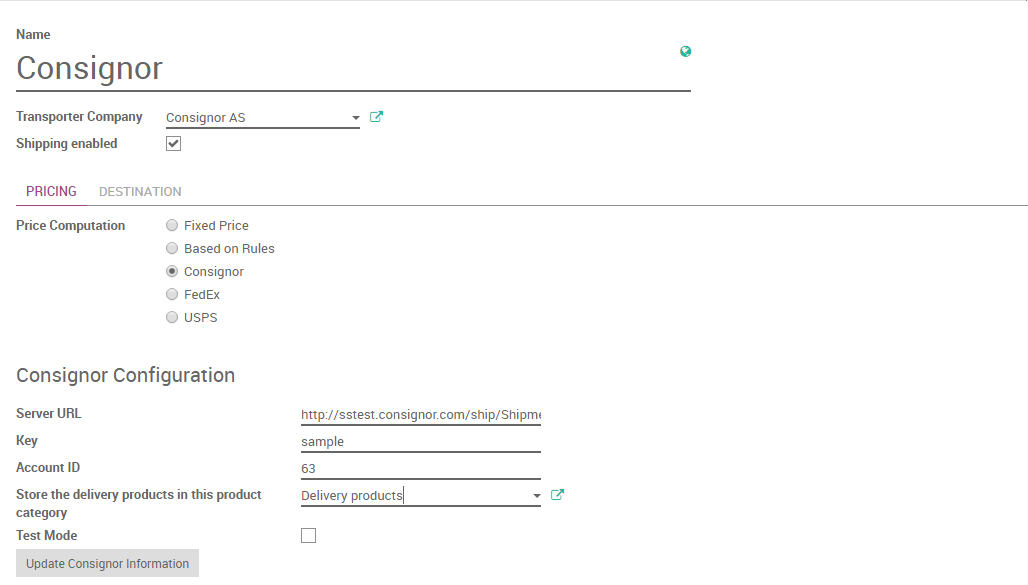 Name
Consignor
Transporter Company Consignor AS
Shipping enabled
PRICING DESTINATION
Price Computation Fixed Price
Based on Rules
Consignor
FedEx
USPS
Consignor Configuration
Server URL http://sstest.consignor.com/ship/Shipme
Key sample
Account ID 63
Store the delivery products in this product Delivery products
category
Test Mode
Update Consignor Information